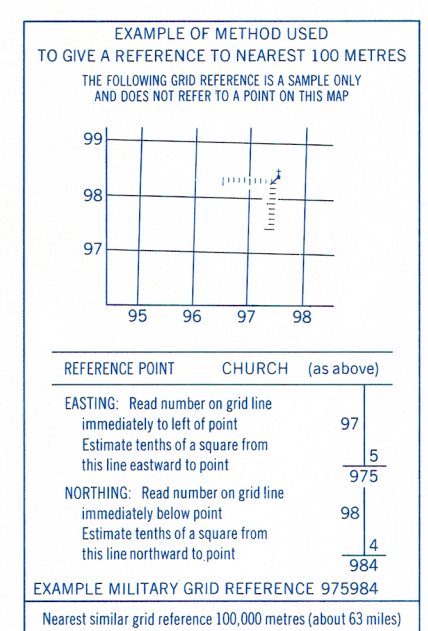 EXAMPLE OF METHOD USED
TO GIVE A REFERENCE TO NEAREST 100 METRES
THE FOLLOWING GRID REFERENCE IS A SAMPLE ONLY
AND DOES NOT REFER TO A POINT ON THIS MAP
99
98
97
95 96 97 98
REFERENCE POINT CHURCH (as above)
EASTING: Read number on grid line
immediately to left of point 97
Estimate tenths of a square from
this line eastward to point 5
975
NORTHING: Read number on grid line
immediately below point 98
Estimate tenths of a square from
this line northward to point 4
984
EXAMPLE MILITARY GRID REFERENCE 975984
Nearest similar grid reference 100,000 metres (about 63 miles)